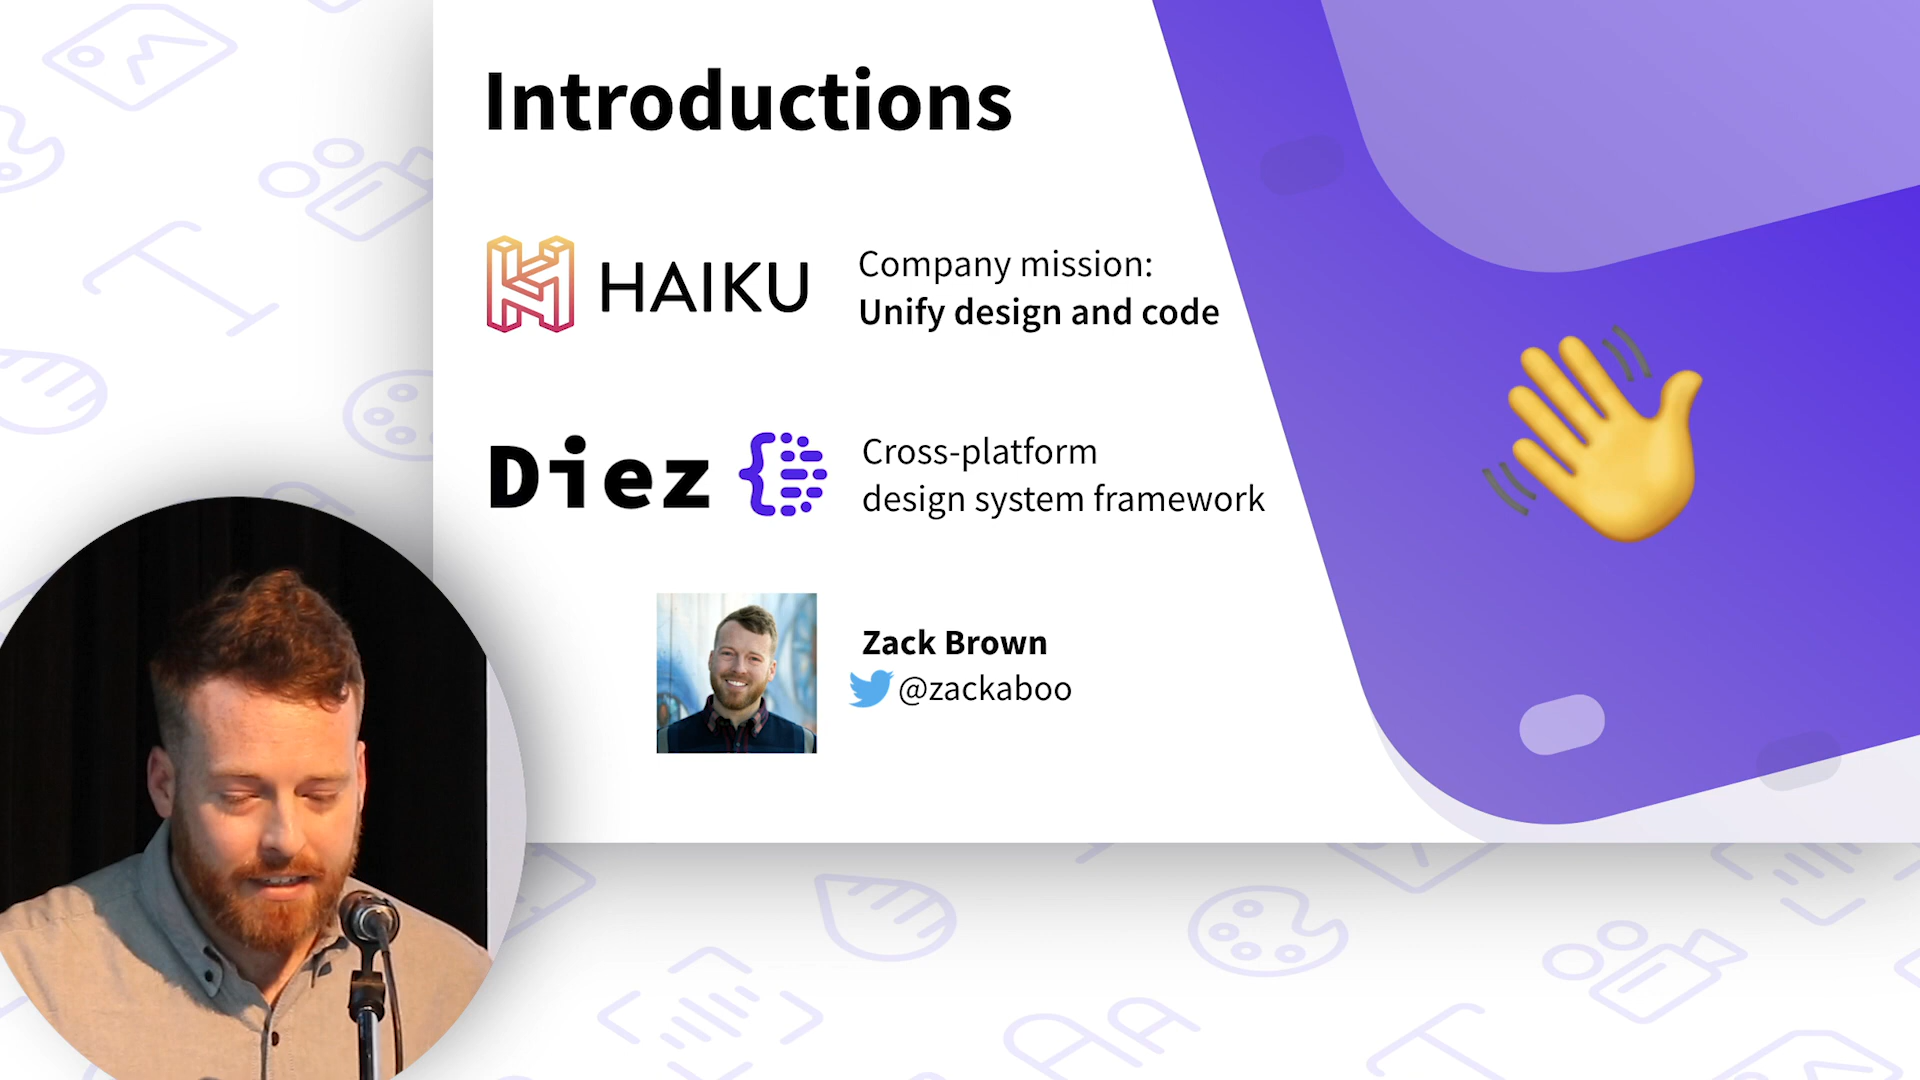 Introductions
HAIKU
Company mission:
Unify design and code
Diez
Cross-platform
design system framework
Zack Brown
@zackaboo